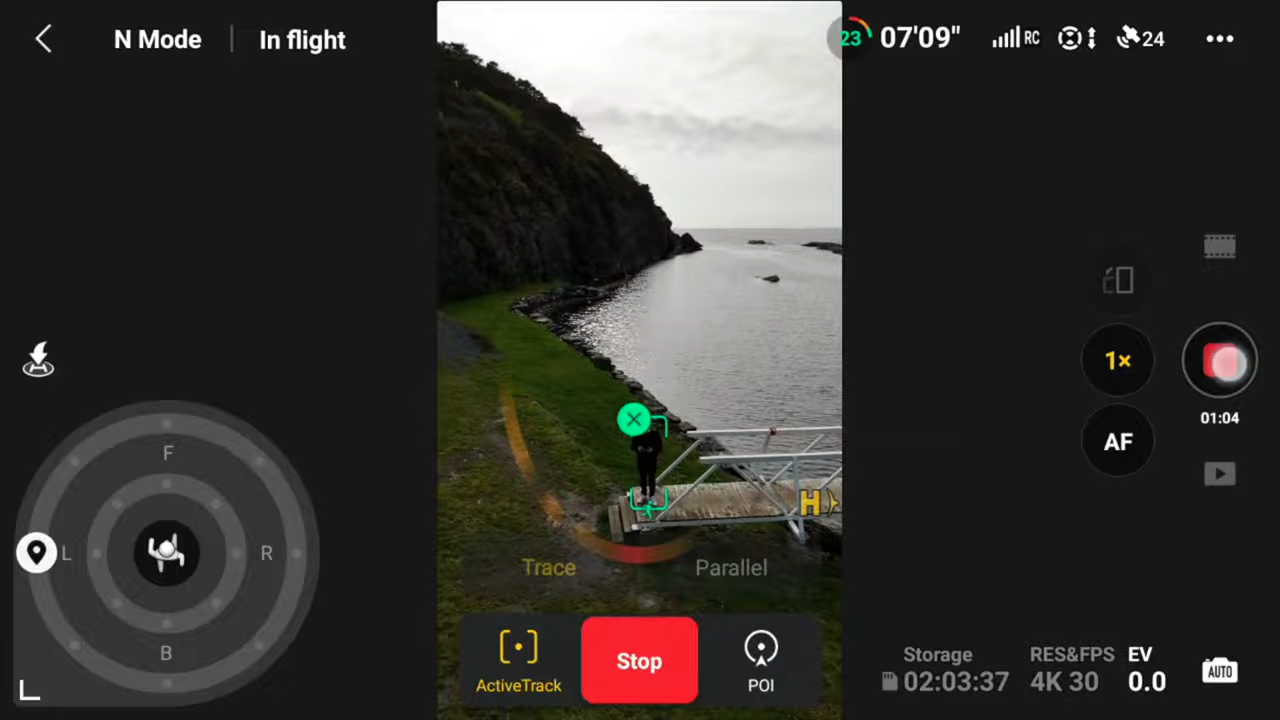 N Mode
In flight
23
07'09"
RC
24
1×
01:04
AF
F
L
R
B
H
Trace
Parallel
ActiveTrack
Stop
POI
Storage
02:03:37
RES&FPS
4K 30
EV
0.0
AUTO